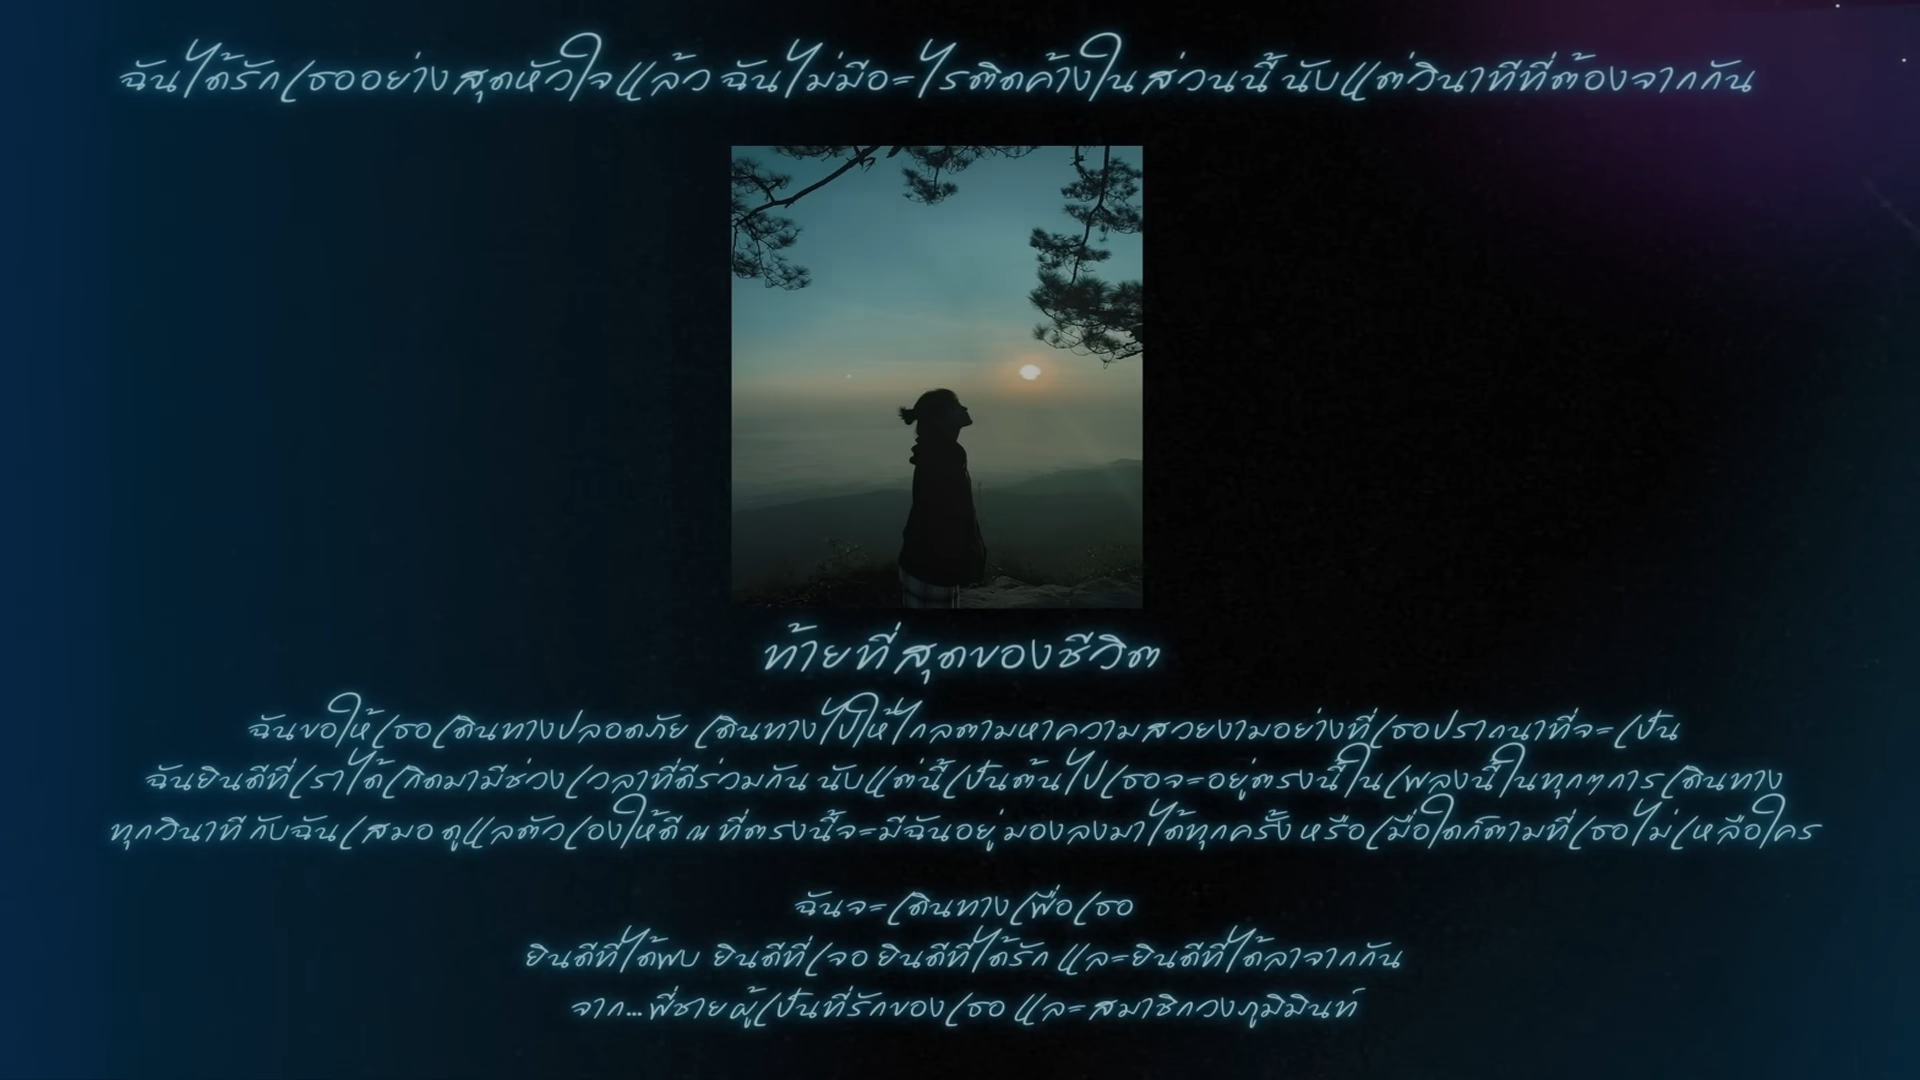 ฉันได้รักเธออย่างสุดหัวใจแล้ว ฉันไม่มีอะไรติดค้างในส่วนนี้ นับแต่วินาทีที่ต้องจากกัน
ท้ายที่สุดของชีวิต
ฉันขอให้เธอเดินทางปลอดภัย เดินทางไปให้ไกลตามหาความสวยงามอย่างที่เธอปรารถนาที่จะเป็น
ฉันยินดีที่เราได้เกิดมามีช่วงเวลาที่ดีร่วมกัน นับแต่นี้เป็นต้นไปเธอจะอยู่ตรงนี้ในเพลงนี้ในทุกๆการเดินทาง
ทุกวินาที กับฉันเสมอ ดูแลตัวเองให้ดี ณ ที่ตรงนี้จะมีฉันอยู่ มองลงมาได้ทุกครั้ง หรือเมื่อใดก็ตามที่เธอไม่เหลือใคร
ฉันจะเดินทางเพื่อเธอ
ยินดีที่ได้พบ ยินดีที่เจอ ยินดีที่ได้รัก และยินดีที่ได้ลาจากกัน
จาก...พี่ชายผู้เป็นที่รักของเธอ และสมาชิกวงภูมิมินท์